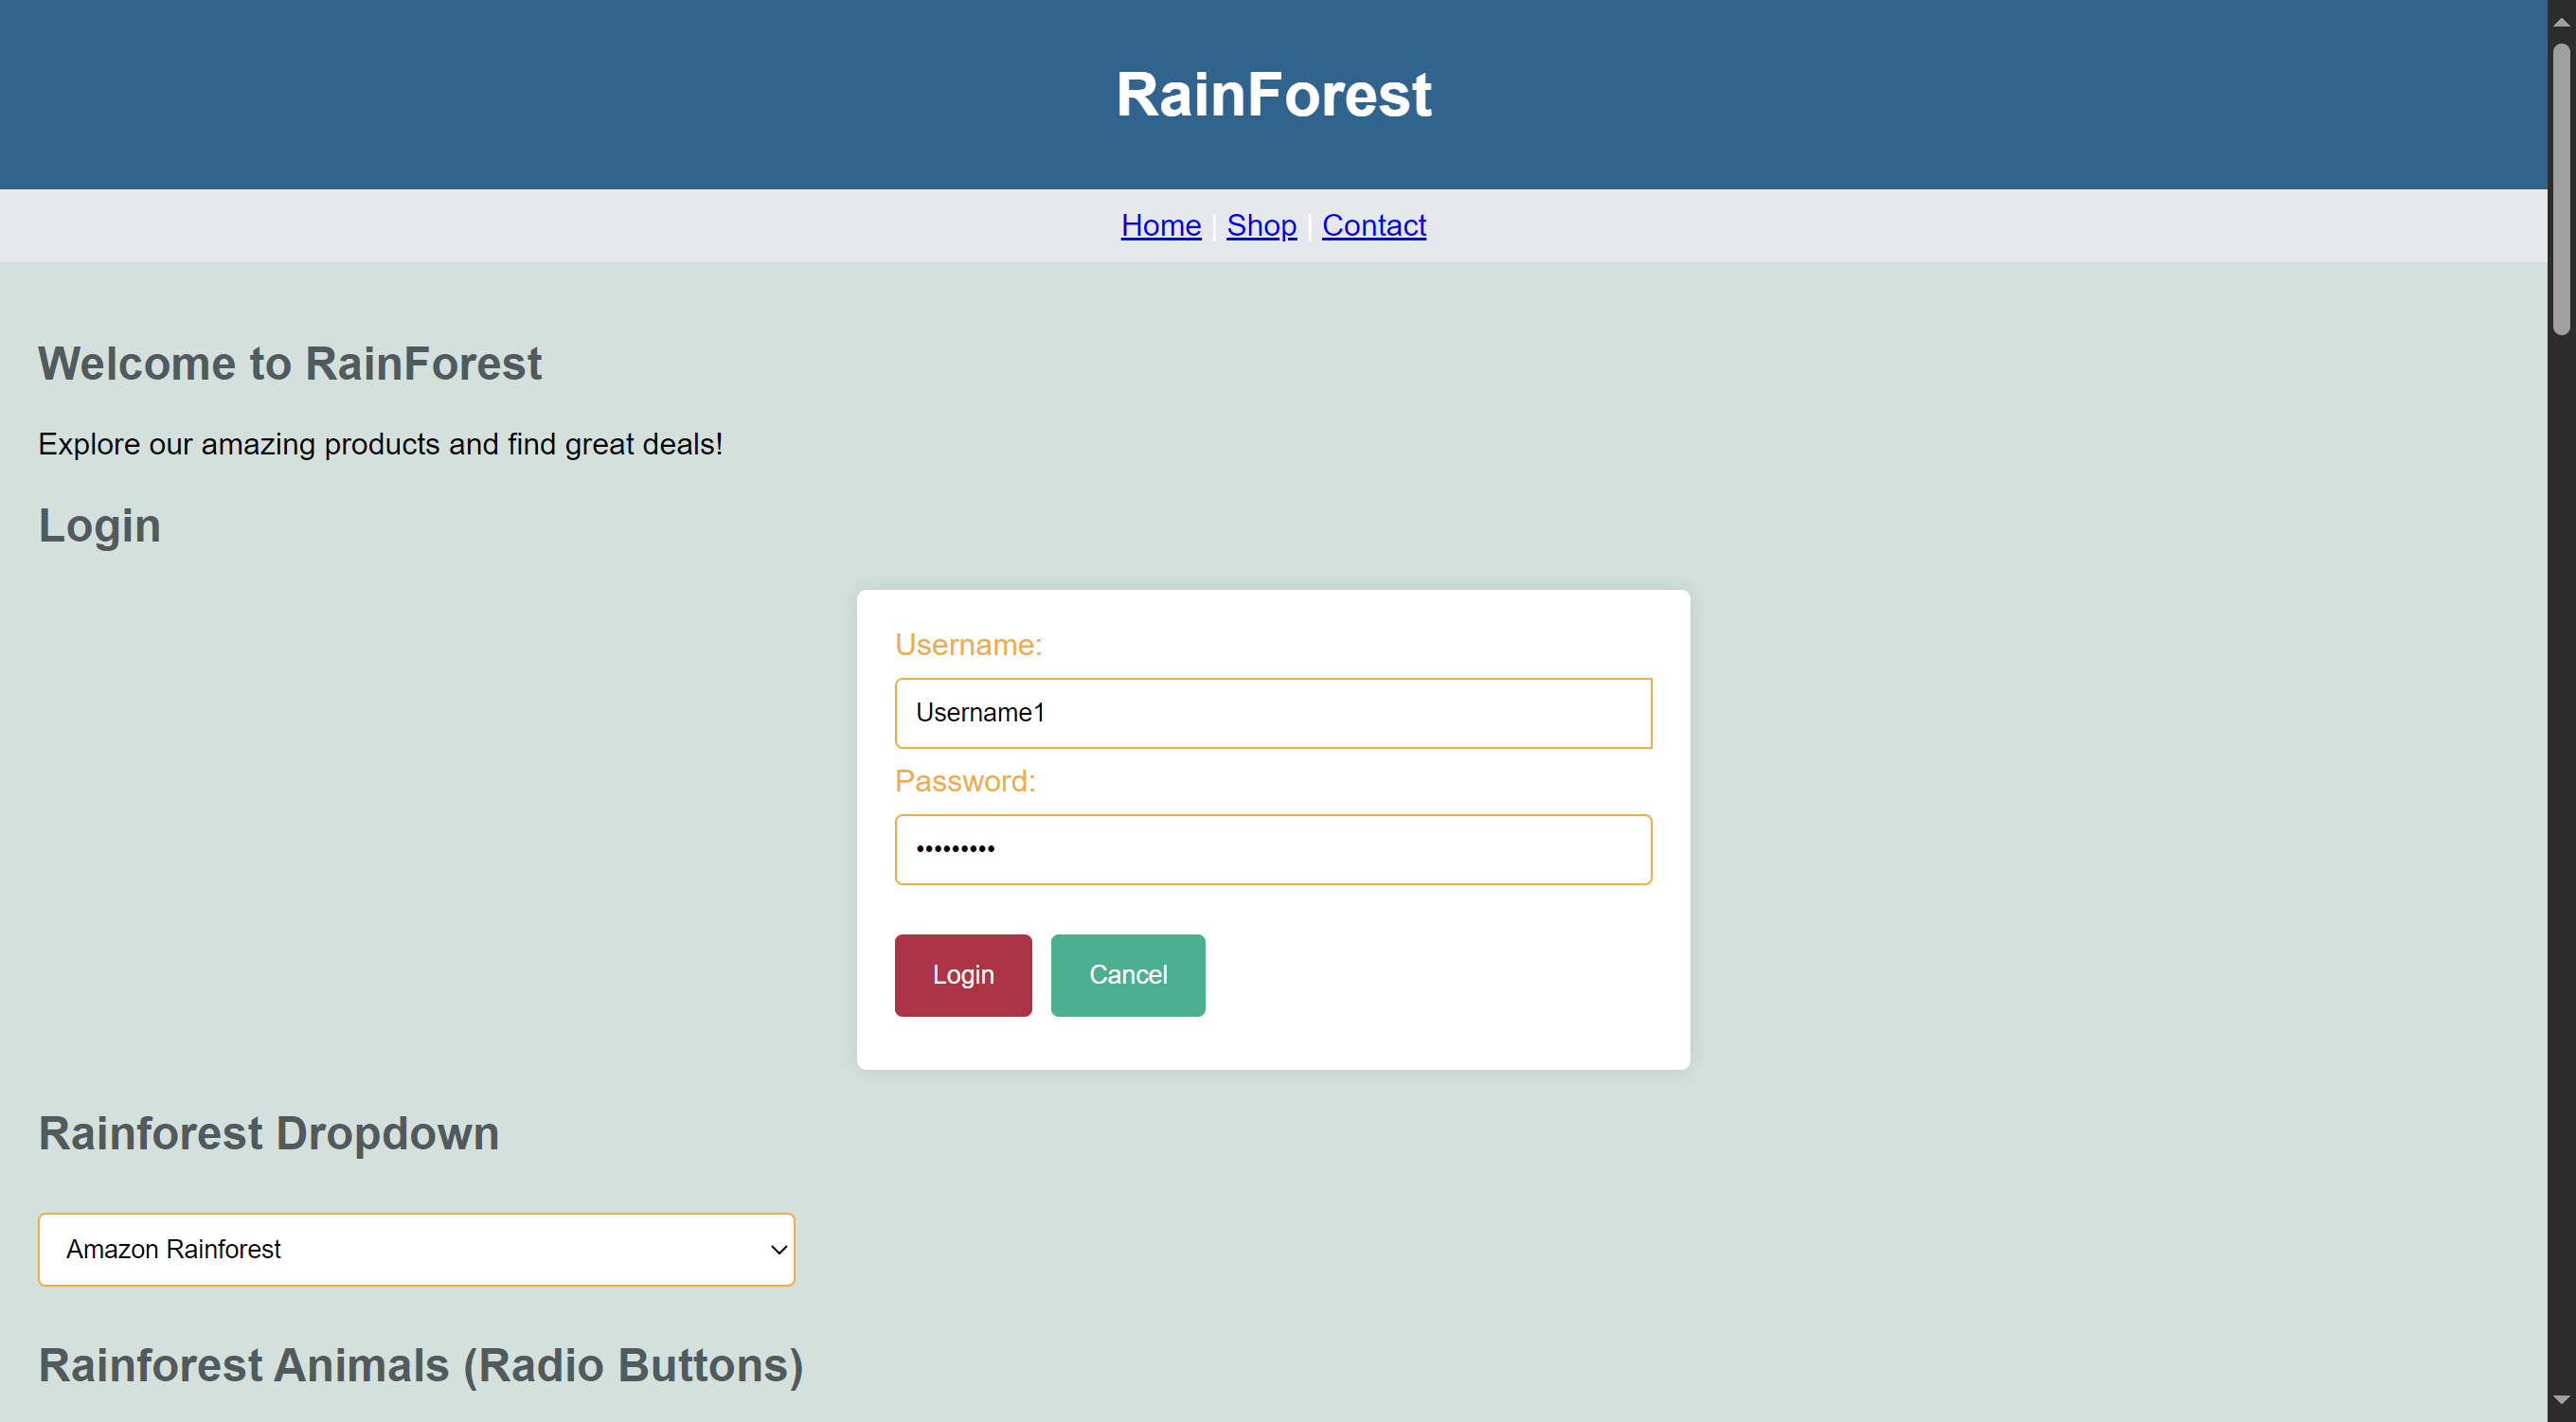 RainForest
Home | Shop | Contact
Welcome to RainForest
Explore our amazing products and find great deals!
Login
Username:
Username1
Password:
•••••••••
Login Cancel
Rainforest Dropdown
Amazon Rainforest
Rainforest Animals (Radio Buttons)